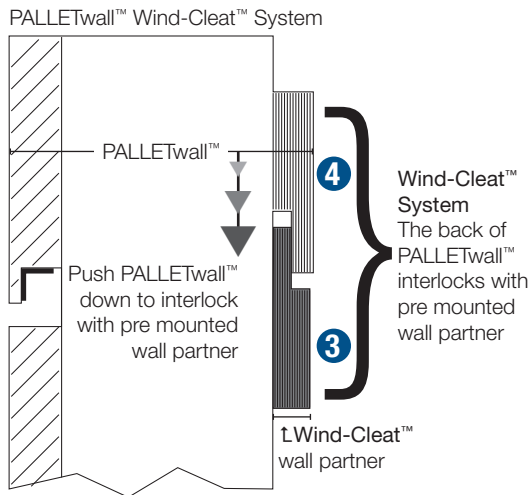 PALLETwall™ Wind-Cleat™ System
PALLETwall™
4
Push PALLETwall™
down to interlock
with pre mounted
wall partner
3
Wind-Cleat™
System
The back of
PALLETwall™
interlocks with
pre mounted
wall partner
Wind-Cleat™
wall partner